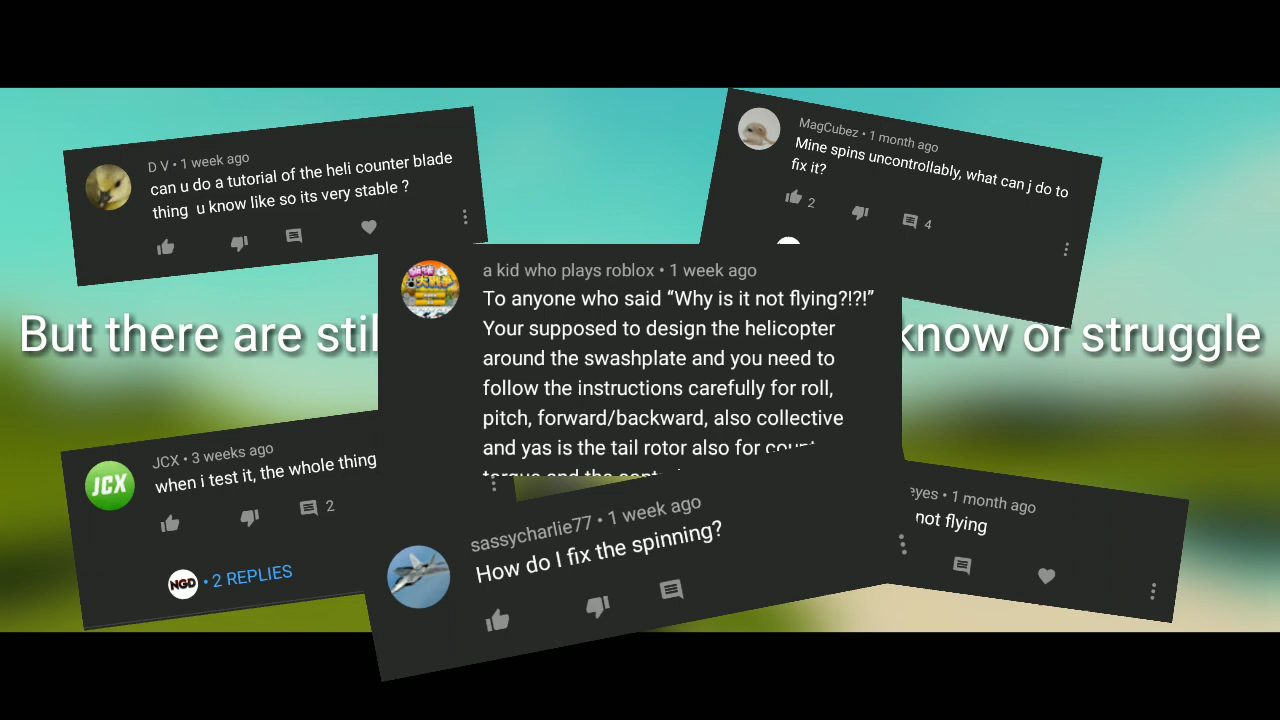 D V • 1 week ago
can u do a tutorial of the heli counter blade
thing u know like so its very stable ?
MagCubez • 1 month ago
Mine spins uncontrollably, what can j do to
fix it?
2
4
a kid who plays roblox • 1 week ago
To anyone who said “Why is it not flying?!?!”
Your supposed to design the helicopter
around the swashplate and you need to
follow the instructions carefully for roll,
pitch, forward/backward, also collective
and yas is the tail rotor also for
But there are
know or struggle
JCX
JCX • 3 weeks ago
when i test it, the whole thing
2
NGD
• 2 REPLIES
sassycharlie77 • 1 week ago
How do I fix the spinning?
eyes • 1 month ago
not flying